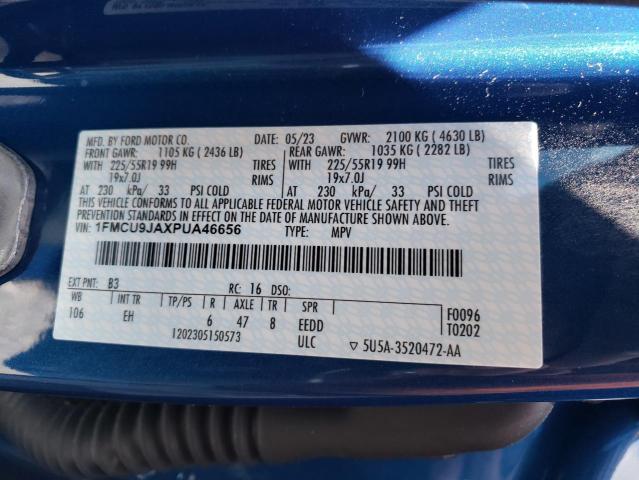 MFD. BY FORD MOTOR CO. DATE: 05/23 GVWR: 2100 KG ( 4630 LB)
FRONT GAWR: 1105 KG ( 2436 LB) REAR GAWR: 1035 KG ( 2282 LB)
WITH 225/55R19 99H TIRES WITH 225/55R19 99H TIRES
19x7.0J RIMS 19x7.0J RIMS
AT 230 kPa/ 33 PSI COLD AT 230 kPa/ 33 PSI COLD
THIS VEHICLE CONFORMS TO ALL APPLICABLE FEDERAL MOTOR VEHICLE SAFETY AND THEFT
PREVENTION STANDARDS IN EFFECT ON THE DATE OF MANUFACTURE SHOWN ABOVE.
VIN: 1FMCU9JAXPUA46656 TYPE: MPV
EXT PNT: B3 RC: 16 DSO:
WB INT TR TP/PS R AXLE TR SPR
106 EH 6 47 8 EEDD F0096
1202305150573 ULC T0202
5U5A-3520472-AA